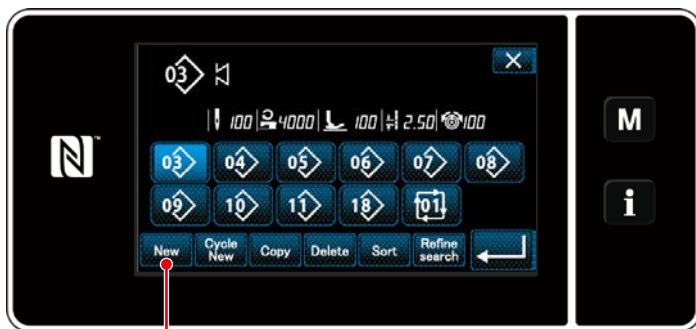 03
100 4000 100 2.50 100
03 04 05 06 07 08
09 10 11 18 01
New Cycle New Copy Delete Sort Refine search
M
i
N